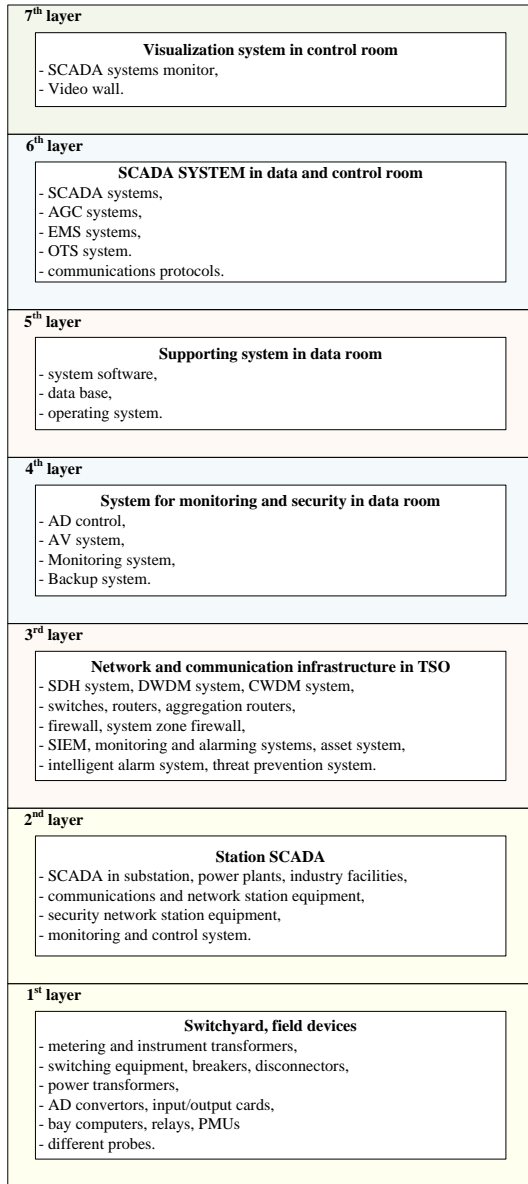 7th layer
Visualization system in control room
- SCADA systems monitor,
- Video wall.
6th layer
SCADA SYSTEM in data and control room
- SCADA systems,
- AGC systems,
- EMS systems,
- OTS system.
- communications protocols.
5th layer
Supporting system in data room
- system software,
- data base,
- operating system.
4th layer
System for monitoring and security in data room
- AD control,
- AV system,
- Monitoring system,
- Backup system.
3rd layer
Network and communication infrastructure in TSO
- SDH system, DWDM system, CWDM system,
- switches, routers, aggregation routers,
- firewall, system zone firewall,
- SIEM, monitoring and alarming systems, asset system,
- intelligent alarm system, threat prevention system.
2nd layer
Station SCADA
- SCADA in substation, power plants, industry facilities,
- communications and network station equipment,
- security network station equipment,
- monitoring and control system.
1st layer
Switchyard, field devices
- metering and instrument transformers,
- switching equipment, breakers, disconnectors,
- power transformers,
- AD convertors, input/output cards,
- bay computers, relays, PMUs
- different probes.